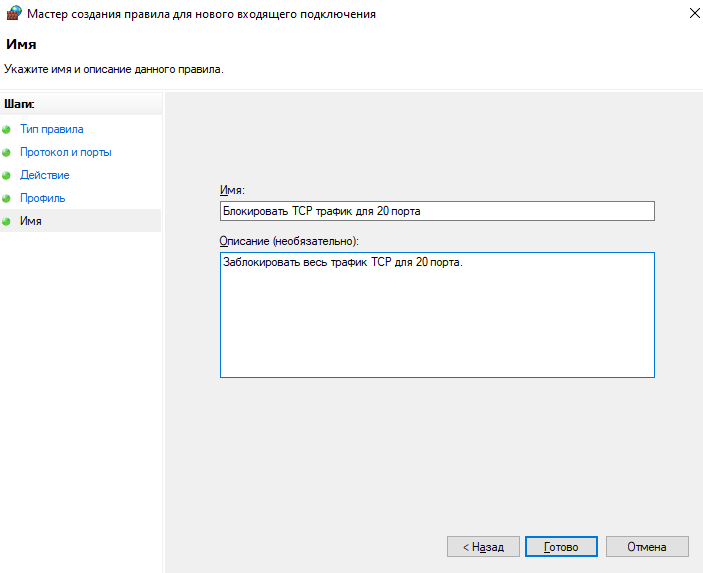 Мастер создания правила для нового входящего подключения
Имя
Укажите имя и описание данного правила.
Шаги:
Тип правила
Протокол и порты
Действие
Профиль
Имя
Имя:
Блокировать TCP трафик для 20 порта
Описание (необязательно):
Заблокировать весь трафик TCP для 20 порта.
< Назад
Готово
Отмена